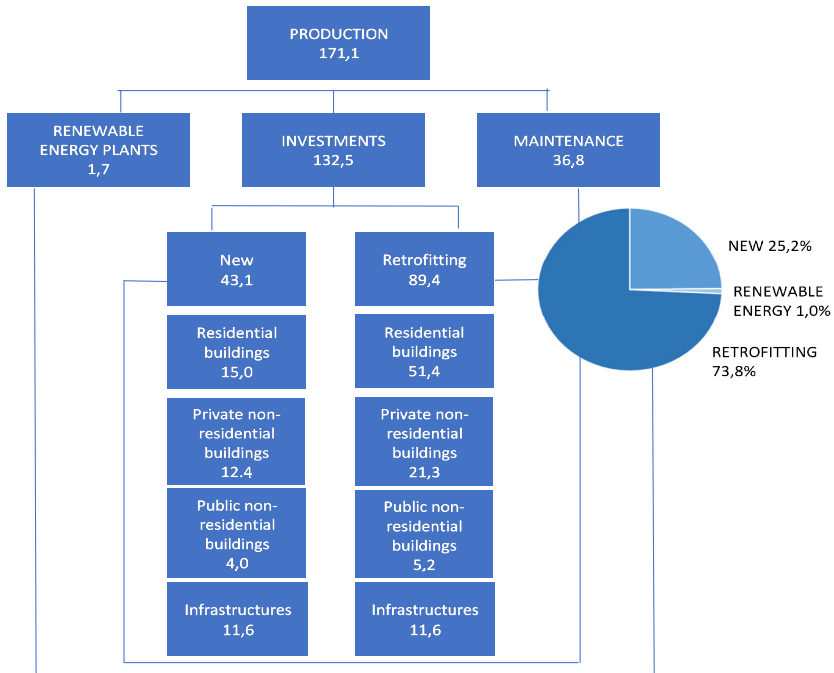 PRODUCTION
171,1
RENEWABLE
ENERGY PLANTS
1,7
INVESTMENTS
132,5
MAINTENANCE
36,8
New
43,1
Retrofitting
89,4
NEW 25,2%
RENEWABLE
ENERGY 1,0%
RETROFITTING
73,8%
Residential
buildings
15,0
Residential
buildings
51,4
Private non-
residential
buildings
12.4
Private non-
residential
buildings
21,3
Public non-
residential
buildings
4,0
Public non-
residential
buildings
5,2
Infrastructures
11,6
Infrastructures
11,6